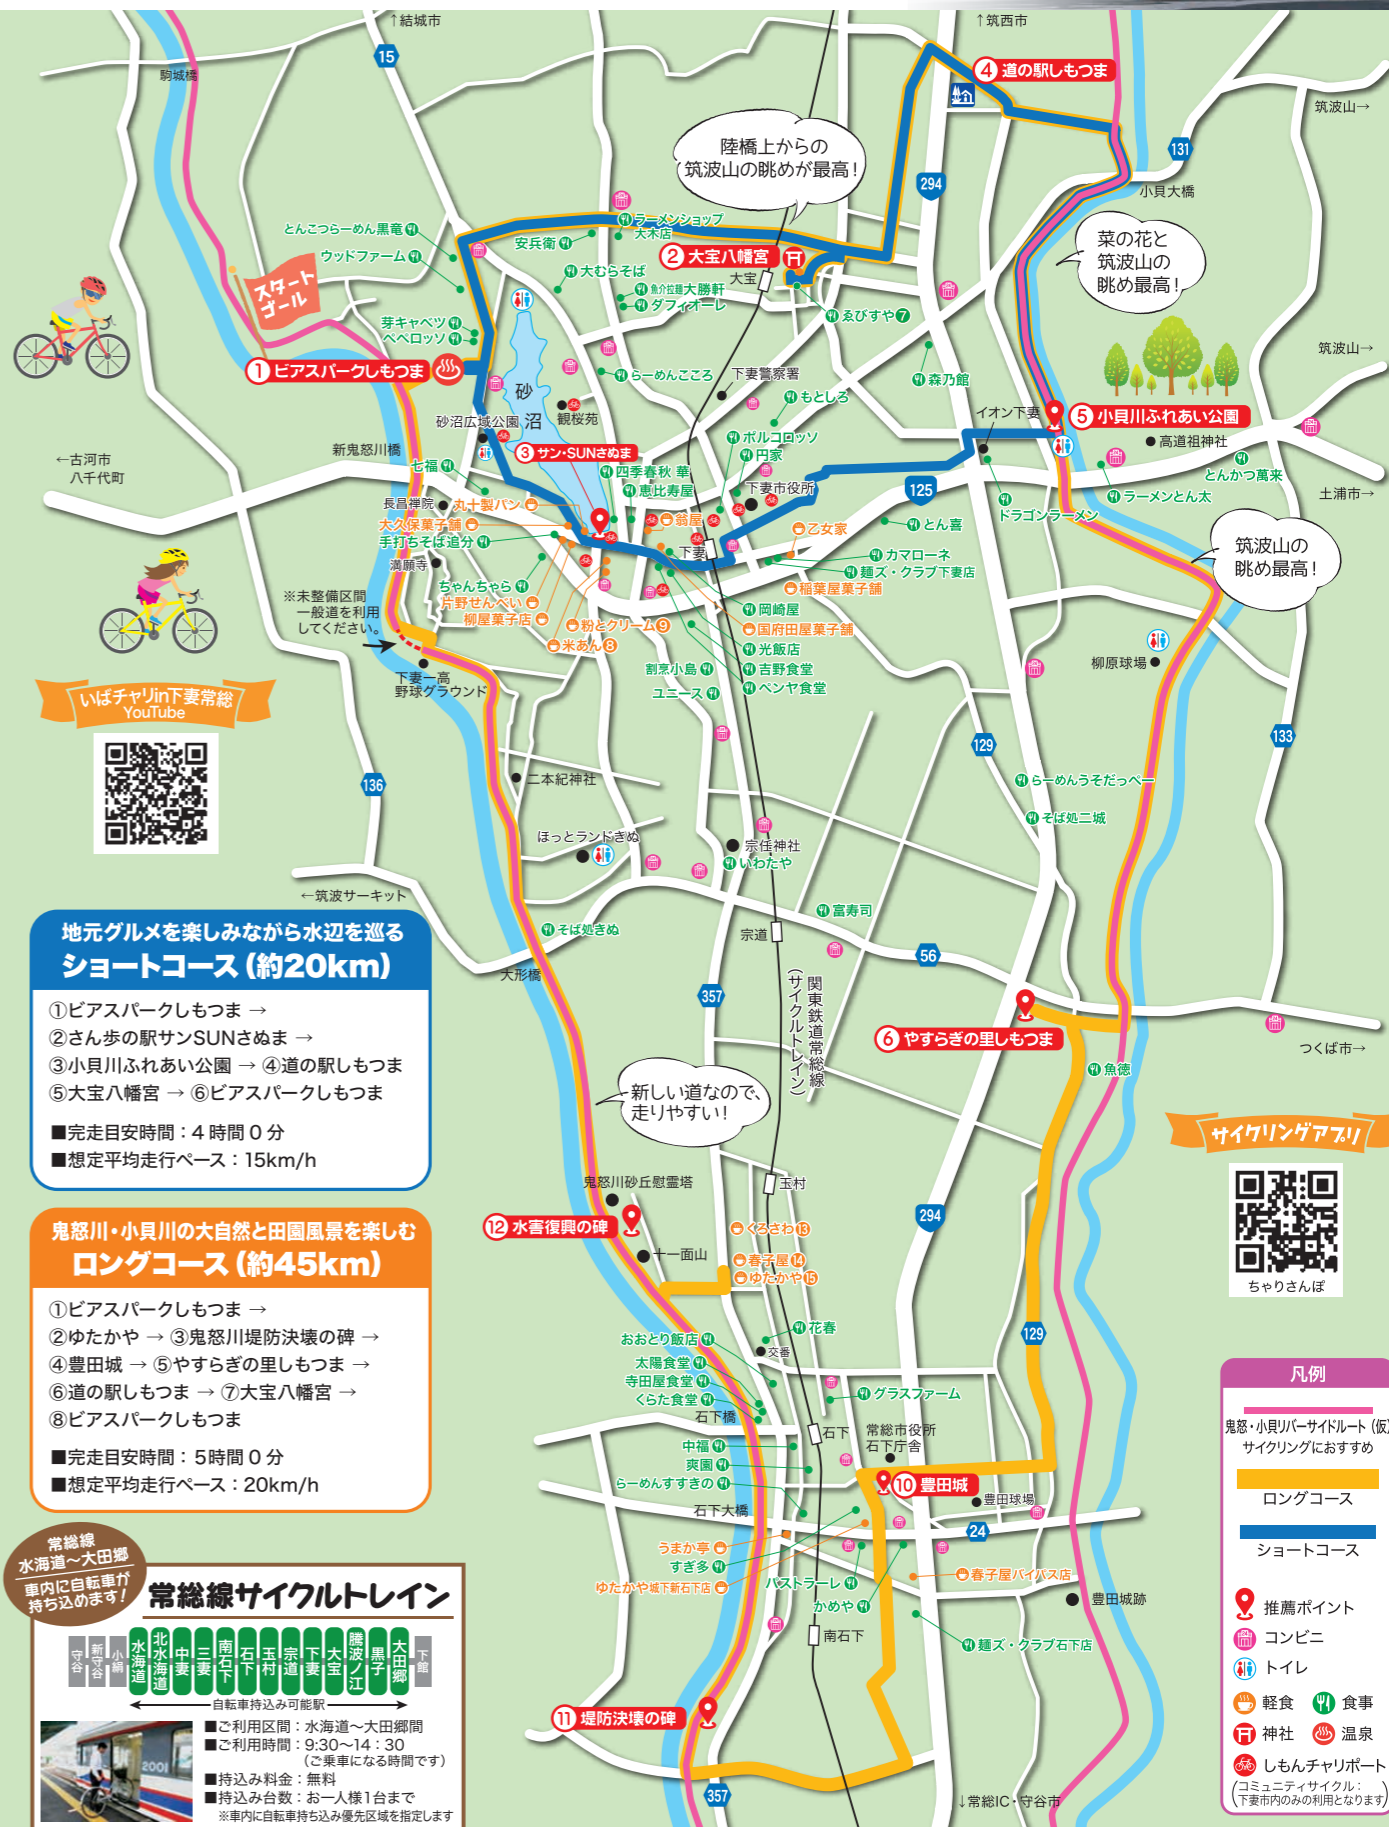 ↑結城市
↑筑西市
15
駒城橋
④ 道の駅しもつま
筑波山→
陸橋上からの
筑波山の眺めが最高！
131
294
小貝大橋
とんこつらーめん黒竜
ラーメンショップ
大木店
安兵衛
ウッドファーム
② 大宝八幡宮
菜の花と
筑波山の
眺め最高！
スタート
ゴール
大むらそば
大宝
魚介拉麺大勝軒
ダフィオーレ
ゑびすや⑦
芽キャベツ
ペペロッソ
筑波山→
① ビアスパークしもつま
らーめんこころ
下妻警察署
森乃館
砂
沼
もとしろ
イオン下妻
⑤ 小貝川ふれあい公園
観桜苑
砂沼広域公園
ポルコロッソ
高道祖神社
新鬼怒川橋
③ サン・SUNさぬま
円家
←古河市
八千代町
七福
四季春秋 華
下妻市役所
とんかつ萬来
恵比寿屋
125
ラーメンとん太
土浦市→
長昌禅院
丸十製パン
ドラゴンラーメン
大久保菓子舗
翁屋
乙女家
とん喜
手打ちそば追分
下妻
カマローネ
筑波山の
眺め最高！
満願寺
麺ズ・クラブ下妻店
ちゃんちゃら
稲葉屋菓子舗
※未整備区間
一般道を利用
してください。
片野せんべい
岡崎屋
柳屋菓子店
粉とクリーム⑨
国府田屋菓子舗
米あん⑧
光飯店
割烹小島
吉野食堂
柳原球場
下妻一高
野球グラウンド
ユニース
ペンヤ食堂
いばチャリin下妻常総
YouTube
129
133
二本紀神社
らーめんうそだっぺー
136
そば処二城
ほっとランドきぬ
宗任神社
いわたや
←筑波サーキット
富寿司
そば処きぬ
宗道
56
地元グルメを楽しみながら水辺を巡る
ショートコース（約20km）
大形橋
関東鉄道常総線
（サイクルトレイン）
357
①ビアスパークしもつま →
②さん歩の駅サンSUNさぬま →
③小貝川ふれあい公園 → ④道の駅しもつま
⑤大宝八幡宮 → ⑥ビアスパークしもつま
■完走目安時間：4時間0分
■想定平均走行ペース：15km/h
⑥ やすらぎの里しもつま
つくば市→
魚徳
新しい道なので、
走りやすい！
サイクリングアプリ
ちゃりさんぽ
鬼怒川砂丘慰霊塔
玉村
294
⑫ 水害復興の碑
くろさわ⑬
十一面山
春子屋⑭
ゆたかや⑮
鬼怒川・小貝川の大自然と田園風景を楽しむ
ロングコース（約45km）
①ビアスパークしもつま →
②ゆたかや → ③鬼怒川堤防決壊の碑 →
④豊田城 → ⑤やすらぎの里しもつま →
⑥道の駅しもつま → ⑦大宝八幡宮 →
⑧ビアスパークしもつま
■完走目安時間：5時間0分
■想定平均走行ペース：20km/h
129
おおとり飯店
花春
交番
太陽食堂
寺田屋食堂
くらた食堂
グラスファーム
石下橋
石下
常総市役所
石下庁舎
中福
爽園
らーめんすすきの
⑩ 豊田城
豊田球場
石下大橋
24
うまか亭
すぎ多
ゆたかや城下新石下店
パストラーレ
春子屋バイパス店
かめや
豊田城跡
南石下
麺ズ・クラブ石下店
⑪ 堤防決壊の碑
357
↓常総IC・守谷市
凡例
鬼怒・小貝リバーサイドルート（仮）
サイクリングにおすすめ
ロングコース
ショートコース
推薦ポイント
コンビニ
トイレ
軽食 食事
神社 温泉
しもんチャリポート
（コミュニティサイクル：
下妻市内のみの利用となります）
常総線
水海道～大田郷
車内に自転車が
持ち込めます！
常総線サイクルトレイン
守谷 新守谷 小絹 水海道 北水海道 中妻 三妻 南石下 石下 玉村 宗道 下妻 大宝 騰波ノ江 黒子 大田郷 下館
自転車持込み可能駅
■ご利用区間：水海道～大田郷間
■ご利用時間：9:30～14：30
（ご乗車になる時間です）
■持込み料金：無料
■持込み台数：お一人様1台まで
※車内に自転車持ち込み優先区域を指定します
2001